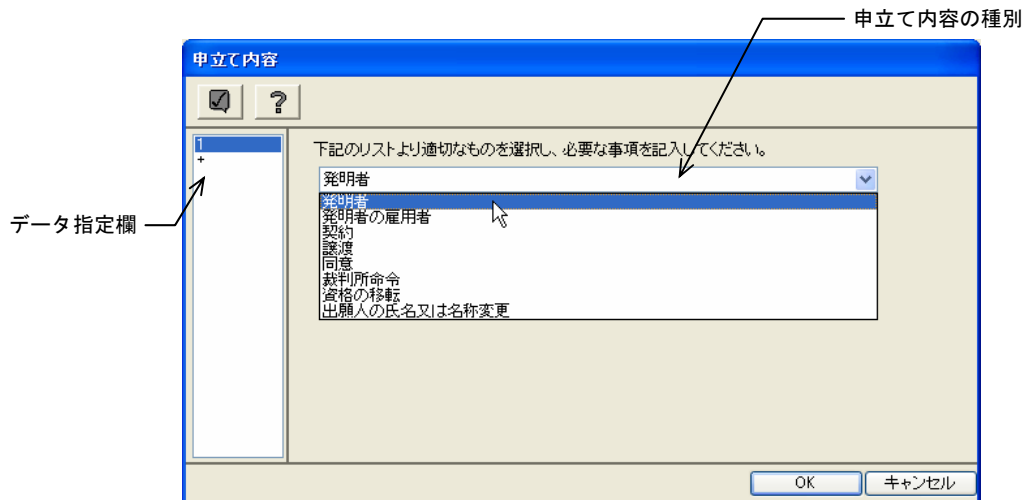 申立て内容の種別
申立て内容
?
1
+
下記のリストより適切なものを選択し、必要な事項を記入してください。
発明者
発明者
発明者の雇用者
契約
譲渡
同意
裁判所命令
資格の移転
出願人の氏名又は名称変更
データ指定欄
OK
キャンセル